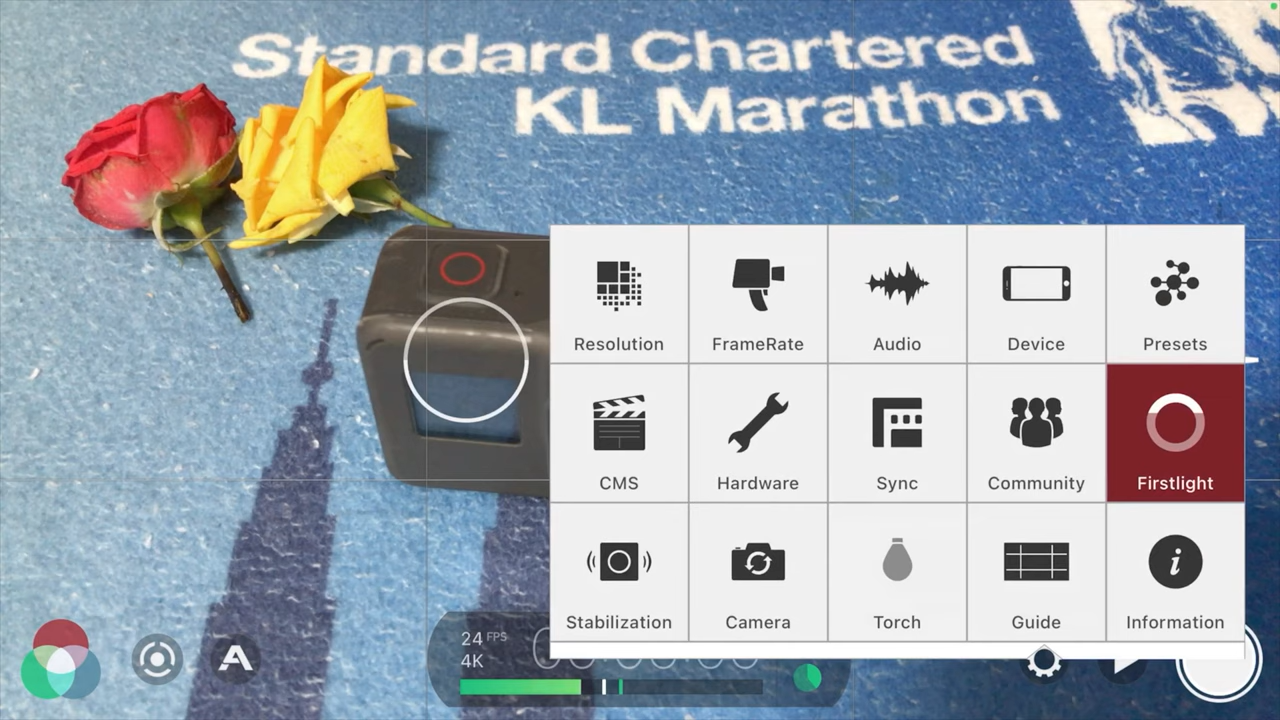 Standard Chartered
KL Marathon
Resolution
FrameRate
Audio
Device
Presets
CMS
Hardware
Sync
Community
Firstlight
Stabilization
Camera
Torch
Guide
Information
24 FPS
4K